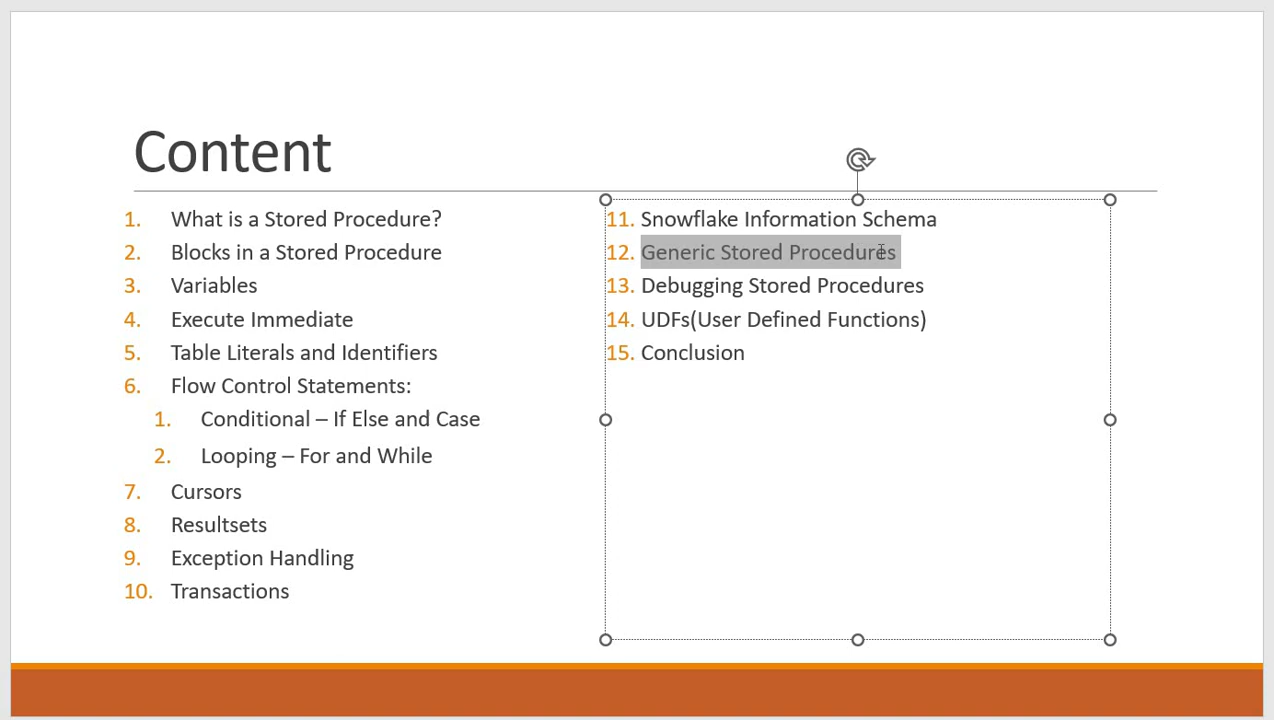 Content
1. What is a Stored Procedure?
2. Blocks in a Stored Procedure
3. Variables
4. Execute Immediate
5. Table Literals and Identifiers
6. Flow Control Statements:
1. Conditional – If Else and Case
2. Looping – For and While
7. Cursors
8. Resultsets
9. Exception Handling
10. Transactions
11. Snowflake Information Schema
12. Generic Stored Procedures
13. Debugging Stored Procedures
14. UDFs(User Defined Functions)
15. Conclusion